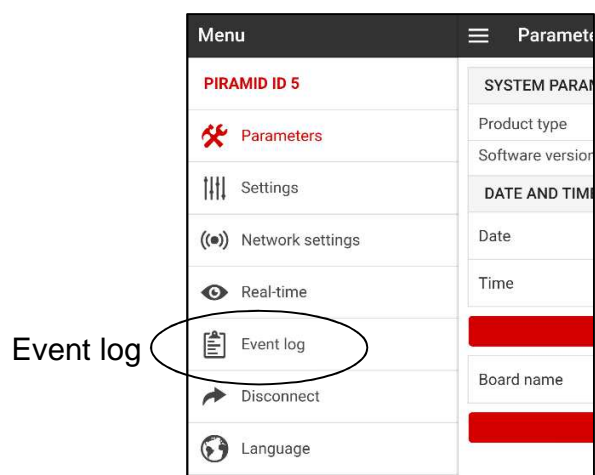 Menu
PIRAMID ID 5
Parameters
Settings
Network settings
Real-time
Event log
Disconnect
Language
Event log
Paramete
SYSTEM PARAM
Product type
Software version
DATE AND TIME
Date
Time
Board name